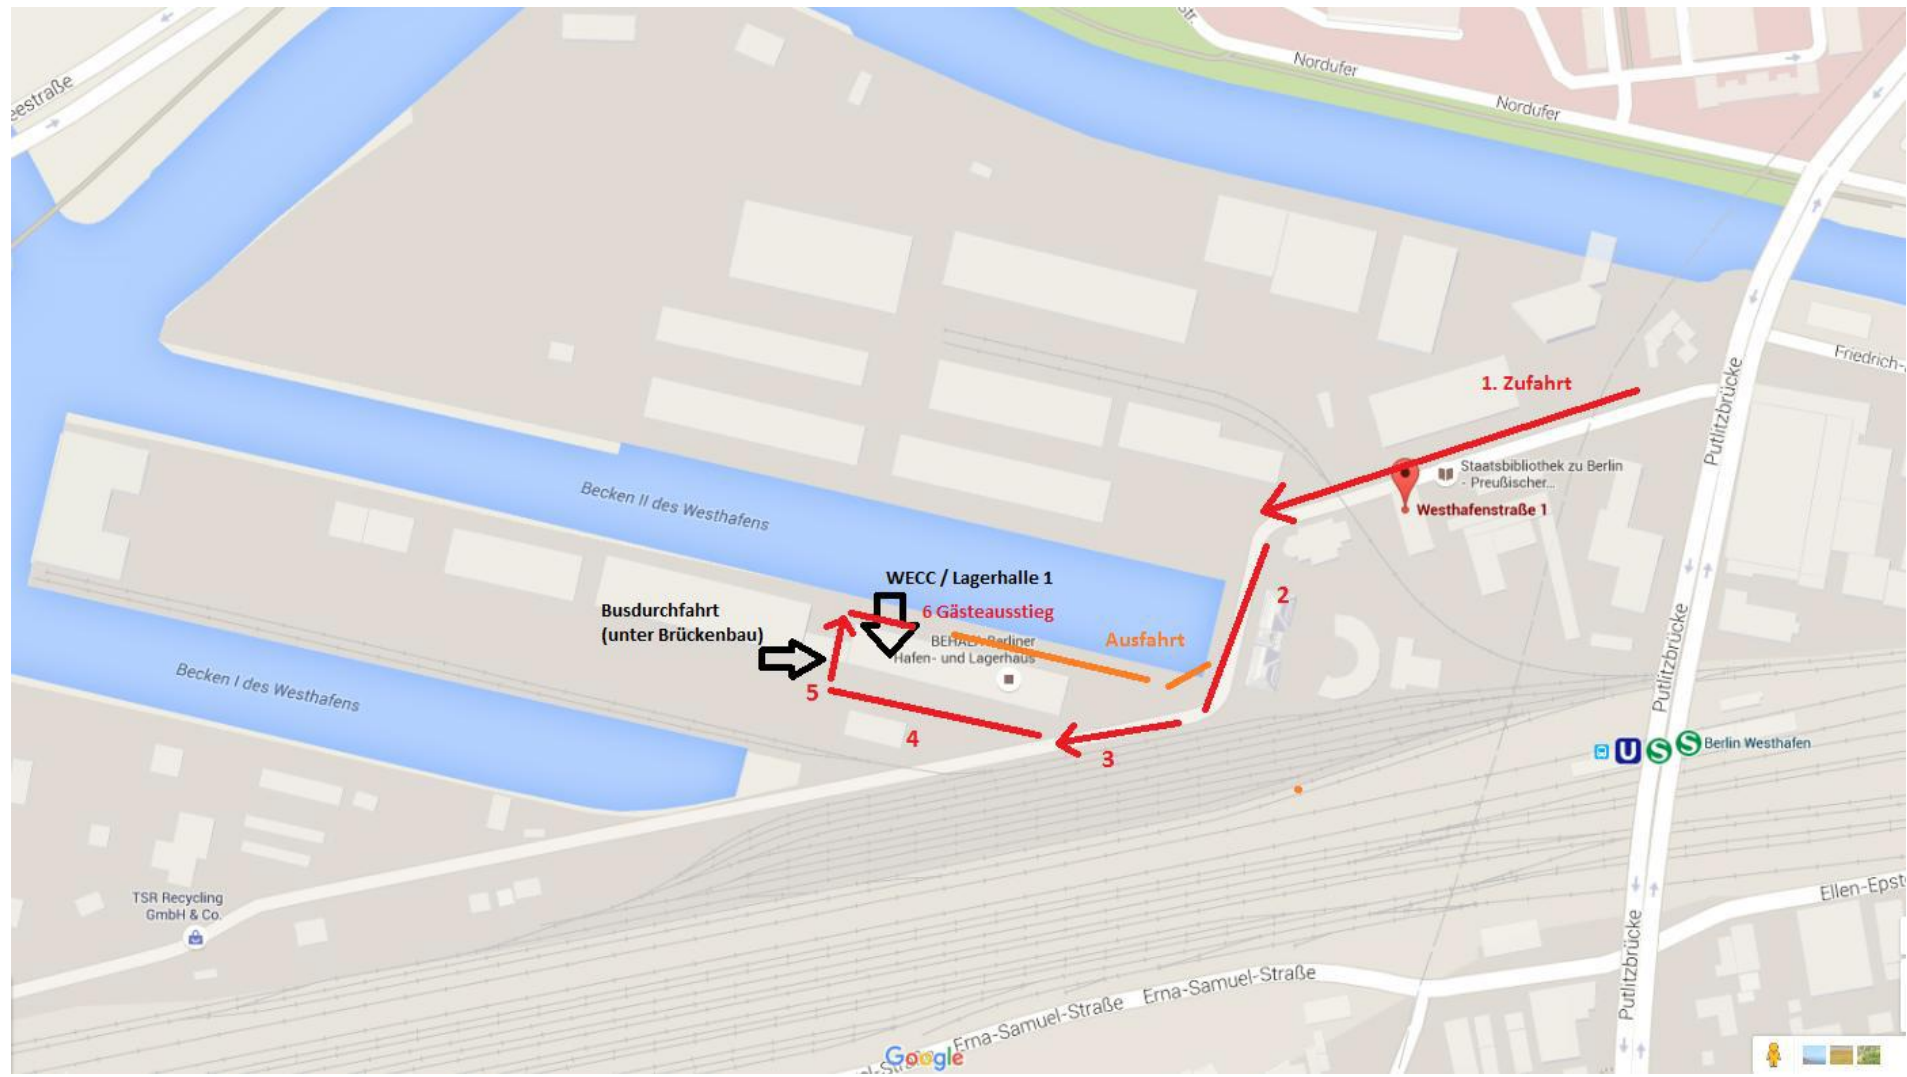 eestraße
str.
Nordufer
Nordufer
Friedrich-
Putlitzbrücke
1. Zufahrt
Staatsbibliothek zu Berlin
- Preußischer...
Westhafenstraße 1
Becken II des Westhafens
WECC / Lagerhalle 1
2
Busdurchfahrt
(unter Brückenbau)
6 Gästeausstieg
Ausfahrt
BEHALA Berliner
Hafen- und Lagerhaus
Becken I des Westhafens
5
4
3
Putlitzbrücke
U S S Berlin Westhafen
TSR Recycling
GmbH & Co.
Ellen-Epst
Putlitzbrücke
Erna-Samuel-Straße
Erna-Samuel-Straße
Google